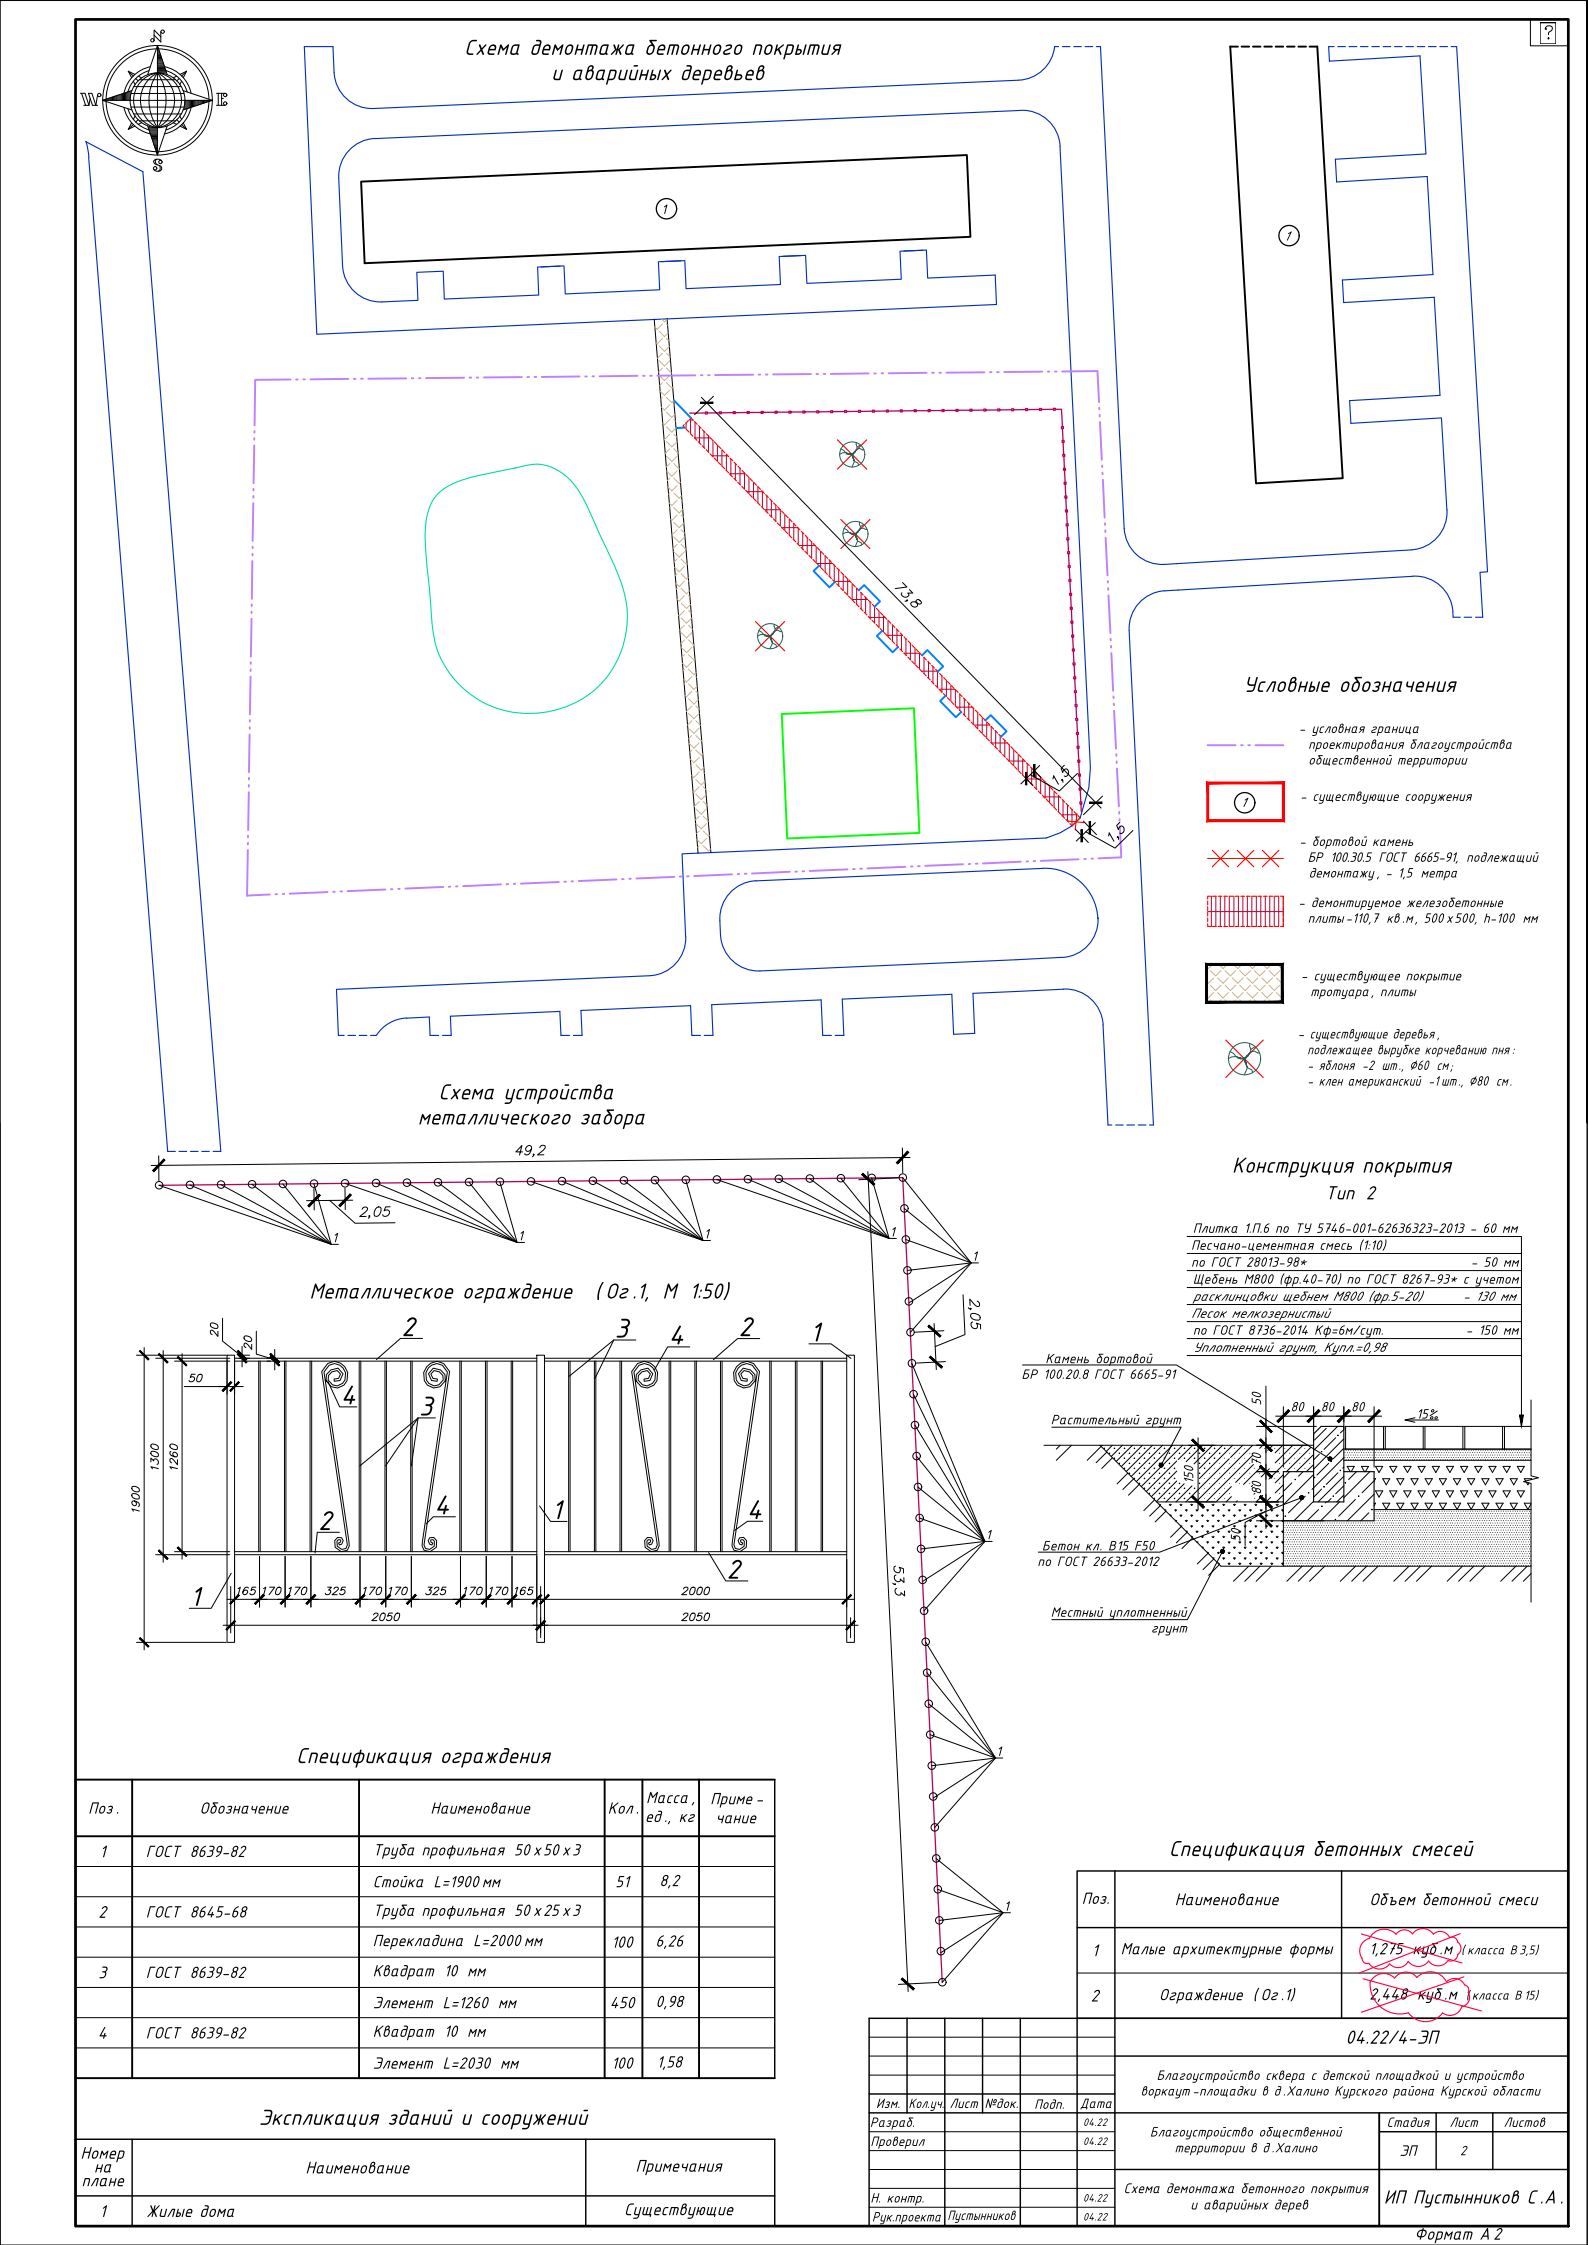 N
W
E
S
?
Схема демонтажа бетонного покрытия
и аварийных деревьев
1
1
73,8
1,5
1,5
Условные обозначения
- условная граница
проектирования благоустройства
общественной территории
1
- существующие сооружения
- бортовой камень
БР 100.30.5 ГОСТ 6665-91, подлежащий
демонтажу, - 1,5 метра
- демонтируемое железобетонные
плиты-110,7 кв.м, 500х500, h-100 мм
- существующее покрытие
тротуара, плиты
- существующие деревья,
подлежащее вырубке корчеванию пня:
- яблоня -2 шт., Ф60 см;
- клен американский -1шт., Ф80 см.
Схема устройства
металлического забора
49,2
2,05
1
1
1
1
1
2,05
1
53,3
1
1
Металлическое ограждение (Ог.1, М 1:50)
20
20
2
3
4
2
1
50
4
3
1900
1300
1260
2
4
1
4
2
1
165
170
170
325
170
170
325
170
170
165
2000
2050
2050
Конструкция покрытия
Тип 2
Плитка 1.П.6 по ТУ 5746-001-62636323-2013 - 60 мм
Песчано-цементная смесь (1:10)
по ГОСТ 28013-98* - 50 мм
Щебень М800 (фр.40-70) по ГОСТ 8267-93* с учетом
расклинцовки щебнем М800 (фр.5-20) - 130 мм
Песок мелкозернистый
по ГОСТ 8736-2014 Кф=6м/сут. - 150 мм
Уплотненный грунт, Купл.=0,98
Камень бортовой
БР 100.20.8 ГОСТ 6665-91
Растительный грунт
50
80
80
80
15‰
150
70
80
50
Бетон кл. В15 F50
по ГОСТ 26633-2012
Местный уплотненный
грунт
Спецификация ограждения
Поз. Обозначение Наименование Кол. Масса, ед., кг Приме-чание
1 ГОСТ 8639-82 Труба профильная 50х50х3
Стойка L=1900 мм 51 8,2
2 ГОСТ 8645-68 Труба профильная 50х25х3
Перекладина L=2000 мм 100 6,26
3 ГОСТ 8639-82 Квадрат 10 мм
Элемент L=1260 мм 450 0,98
4 ГОСТ 8639-82 Квадрат 10 мм
Элемент L=2030 мм 100 1,58
Экспликация зданий и сооружений
Номер на плане Наименование Примечания
1 Жилые дома Существующие
Спецификация бетонных смесей
Поз. Наименование Объем бетонной смеси
1 Малые архитектурные формы 1,275 куб.м (класса В 3,5)
2 Ограждение (Ог.1) 2,448 куб.м (класса В 15)
04.22/4-ЭП
Благоустройство сквера с детской площадкой и устройство
воркаут-площадки в д.Халино Курского района Курской области
Изм. Кол.уч. Лист №док. Подп. Дата
Разраб. 04.22
Проверил 04.22
Н. контр. 04.22
Рук.проекта Пустынников 04.22
Благоустройство общественной
территории в д.Халино
Стадия Лист Листов
ЭП 2
Схема демонтажа бетонного покрытия
и аварийных дерев
ИП Пустынников С.А.
Формат А2